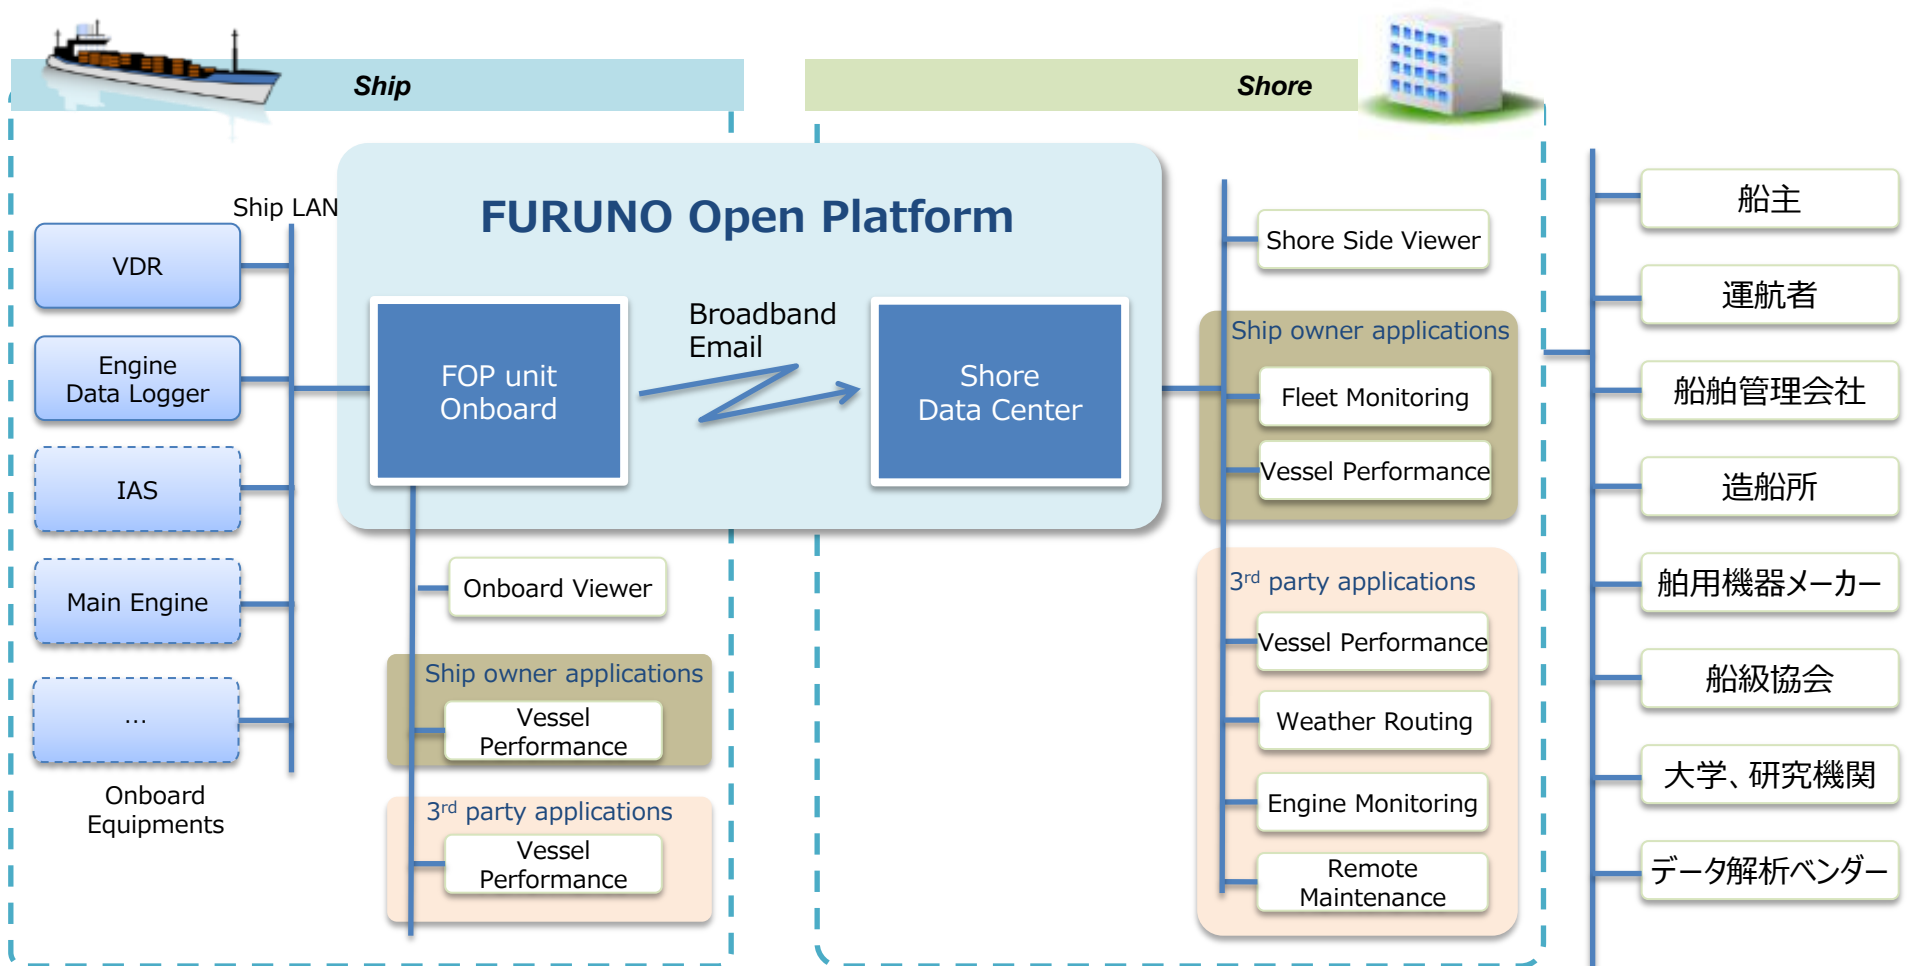 Ship
Shore
Ship LAN
VDR
Engine
Data Logger
IAS
Main Engine
...
Onboard
Equipments
FURUNO Open Platform
FOP unit
Onboard
Broadband
Email
Shore
Data Center
Onboard Viewer
Ship owner applications
Vessel
Performance
3rd party applications
Vessel
Performance
Shore Side Viewer
Ship owner applications
Fleet Monitoring
Vessel Performance
3rd party applications
Vessel Performance
Weather Routing
Engine Monitoring
Remote
Maintenance
船主
運航者
船舶管理会社
造船所
舶用機器メーカー
船級協会
大学、研究機関
データ解析ベンダー